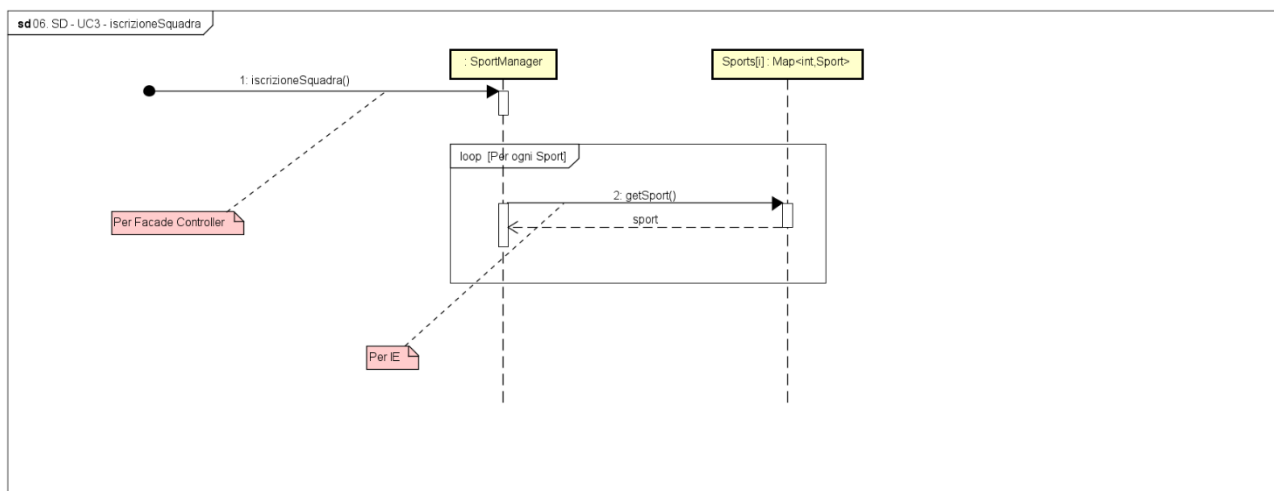 sd 06. SD - UC3 - iscrizioneSquadra
: SportManager
Sports[i] : Map<int,Sport>
1: iscrizioneSquadra()
loop [Per ogni Sport]
2: getSport()
sport
Per Facade Controller
Per IE